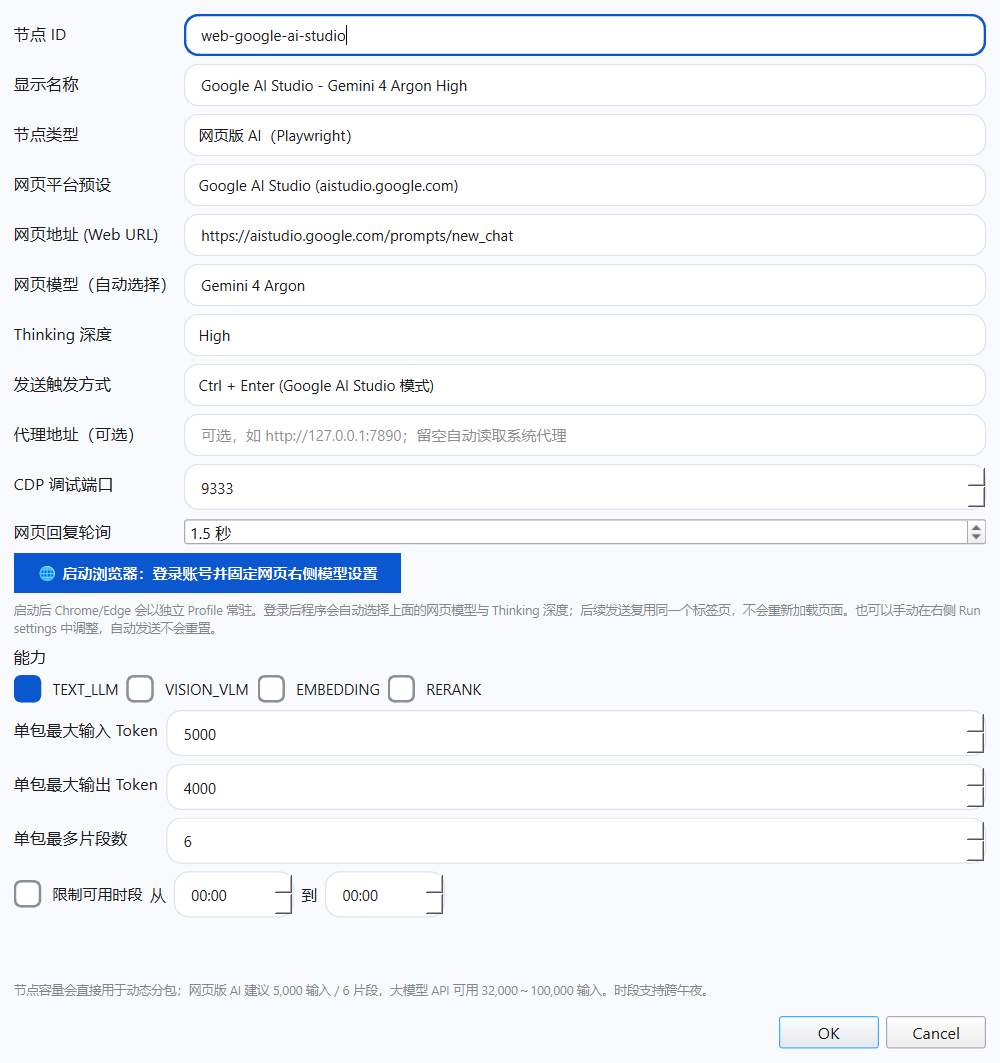 节点 ID
web-google-ai-studio
显示名称
Google AI Studio - Gemini 4 Argon High
节点类型
网页版 AI（Playwright）
网页平台预设
Google AI Studio (aistudio.google.com)
网页地址 (Web URL)
https://aistudio.google.com/prompts/new_chat
网页模型（自动选择）
Gemini 4 Argon
Thinking 深度
High
发送触发方式
Ctrl + Enter (Google AI Studio 模式)
代理地址（可选）
可选，如 http://127.0.0.1:7890；留空自动读取系统代理
CDP 调试端口
9333
网页回复轮询
1.5 秒
启动浏览器：登录账号并固定网页右侧模型设置
启动后 Chrome/Edge 会以独立 Profile 常驻。登录后程序会自动选择上面的网页模型与 Thinking 深度；后续发送复用同一个标签页，不会重新加载页面。也可以手动在右侧 Run
settings 中调整，自动发送不会重置。
能力
TEXT_LLM VISION_VLM EMBEDDING RERANK
单包最大输入 Token
5000
单包最大输出 Token
4000
单包最多片段数
6
限制可用时段 从 00:00 到 00:00
节点容量会直接用于动态分包；网页版 AI 建议 5,000 输入 / 6 片段，大模型 API 可用 32,000～100,000 输入。时段支持跨午夜。
OK Cancel